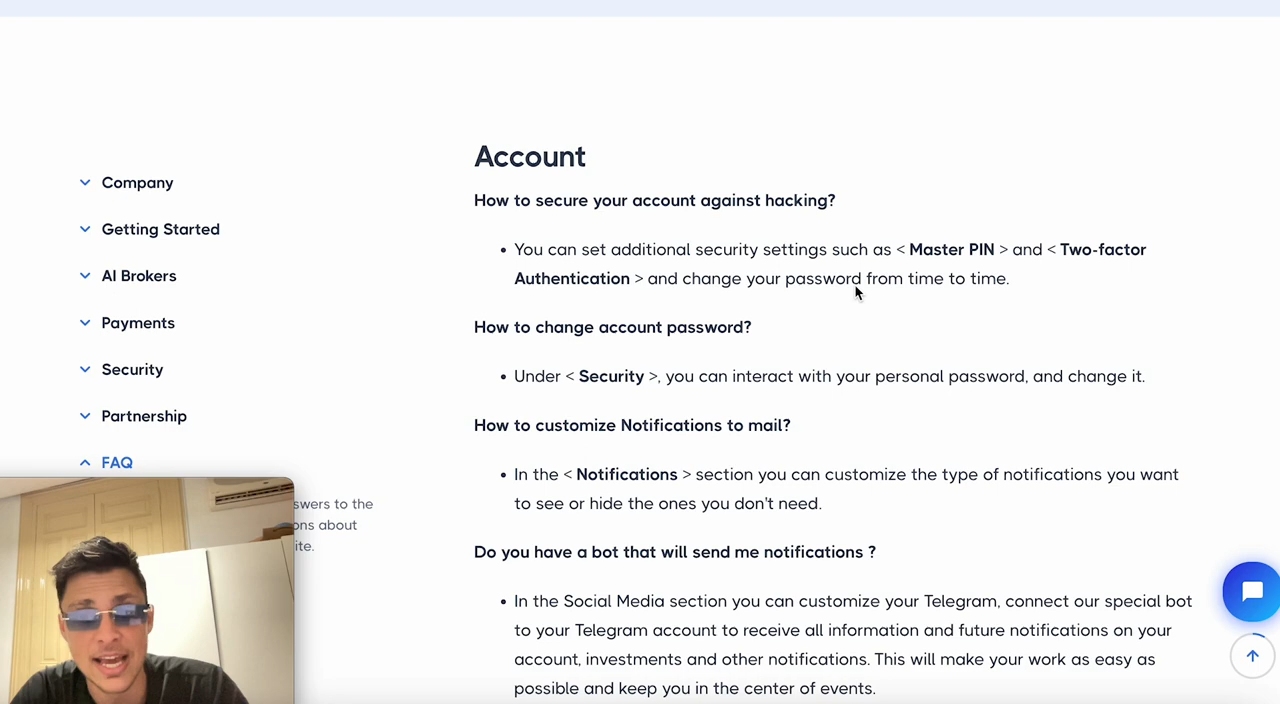 Company
Getting Started
AI Brokers
Payments
Security
Partnership
FAQ
swers to the
ons about
ite.
Account
How to secure your account against hacking?
• You can set additional security settings such as < Master PIN > and < Two-factor
Authentication > and change your password from time to time.
How to change account password?
• Under < Security >, you can interact with your personal password, and change it.
How to customize Notifications to mail?
• In the < Notifications > section you can customize the type of notifications you want
to see or hide the ones you don't need.
Do you have a bot that will send me notifications ?
• In the Social Media section you can customize your Telegram, connect our special bot
to your Telegram account to receive all information and future notifications on your
account, investments and other notifications. This will make your work as easy as
possible and keep you in the center of events.